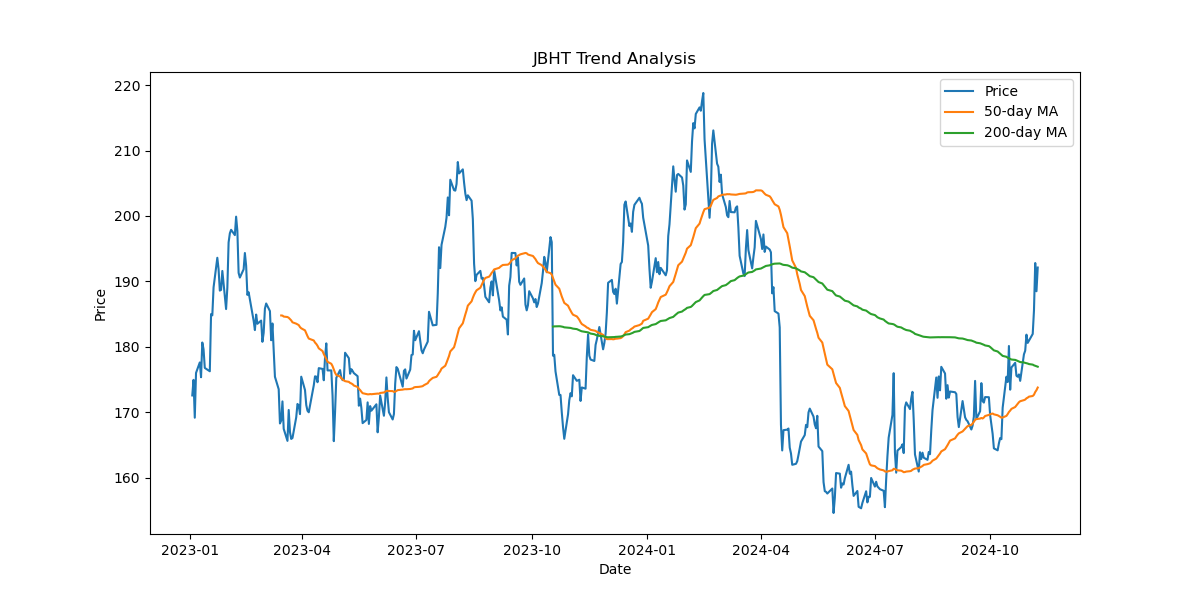 JBHT Trend Analysis
Price
50-day MA
200-day MA
220
210
200
190
180
170
160
Price
2023-01
2023-04
2023-07
2023-10
2024-01
2024-04
2024-07
2024-10
Date